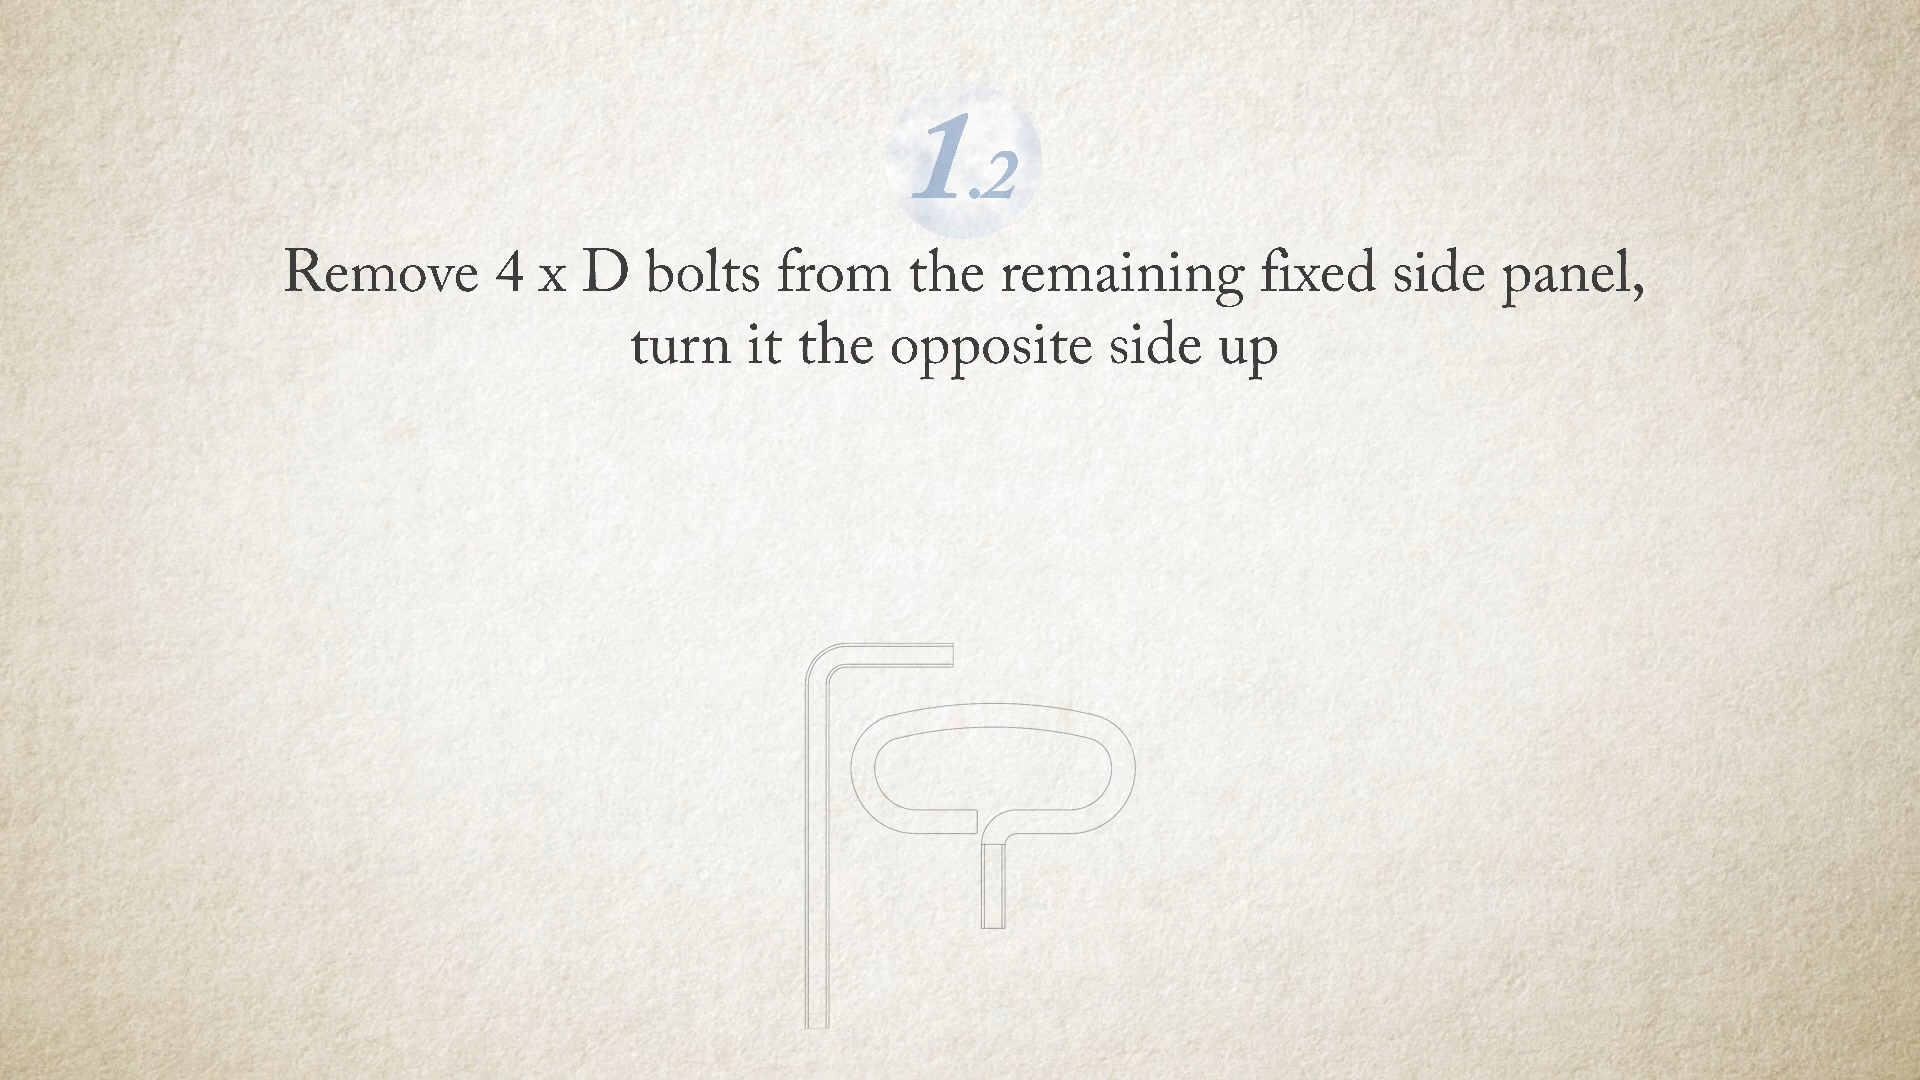 1.2
Remove 4 x D bolts from the remaining fixed side panel,
turn it the opposite side up